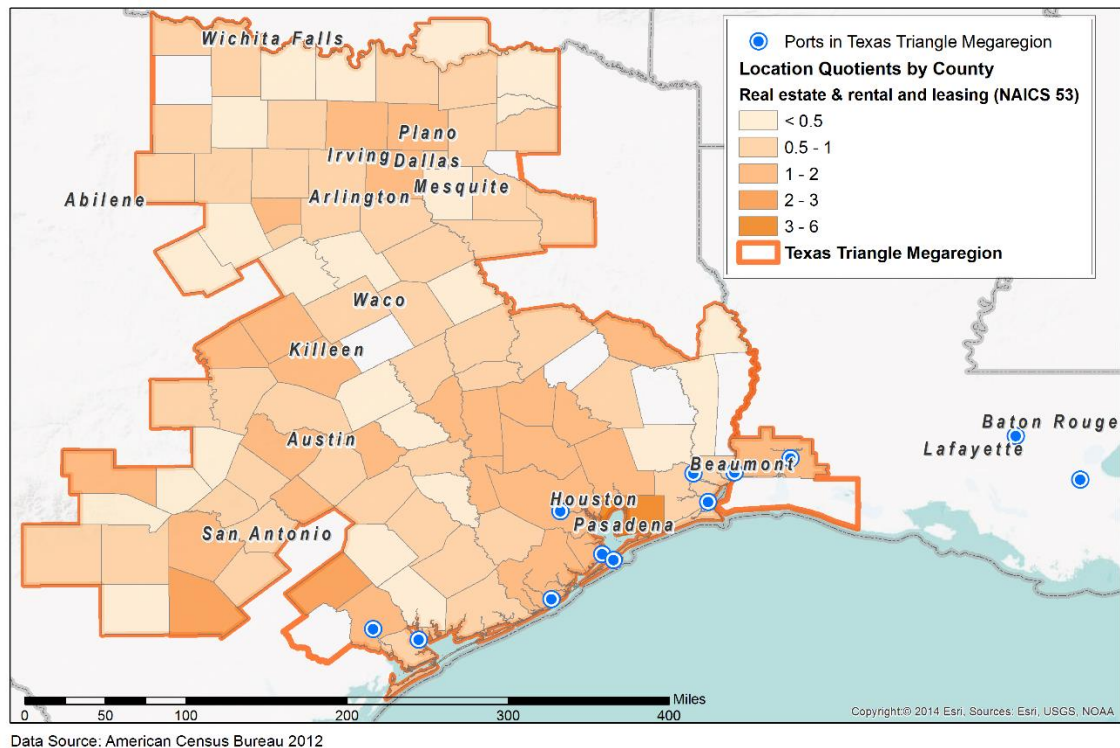 Wichita Falls
Plano
Irving Dallas
Mesquite
Abilene
Arlington
Waco
Killeen
Austin
San Antonio
Houston
Pasadena
Beaumont
Baton Rouge
Lafayette
Ports in Texas Triangle Megaregion
Location Quotients by County
Real estate & rental and leasing (NAICS 53)
< 0.5
0.5 - 1
1 - 2
2 - 3
3 - 6
Texas Triangle Megaregion
Miles
0 50 100 200 300 400
Copyright:© 2014 Esri, Sources: Esri, USGS, NOAA
Data Source: American Census Bureau 2012